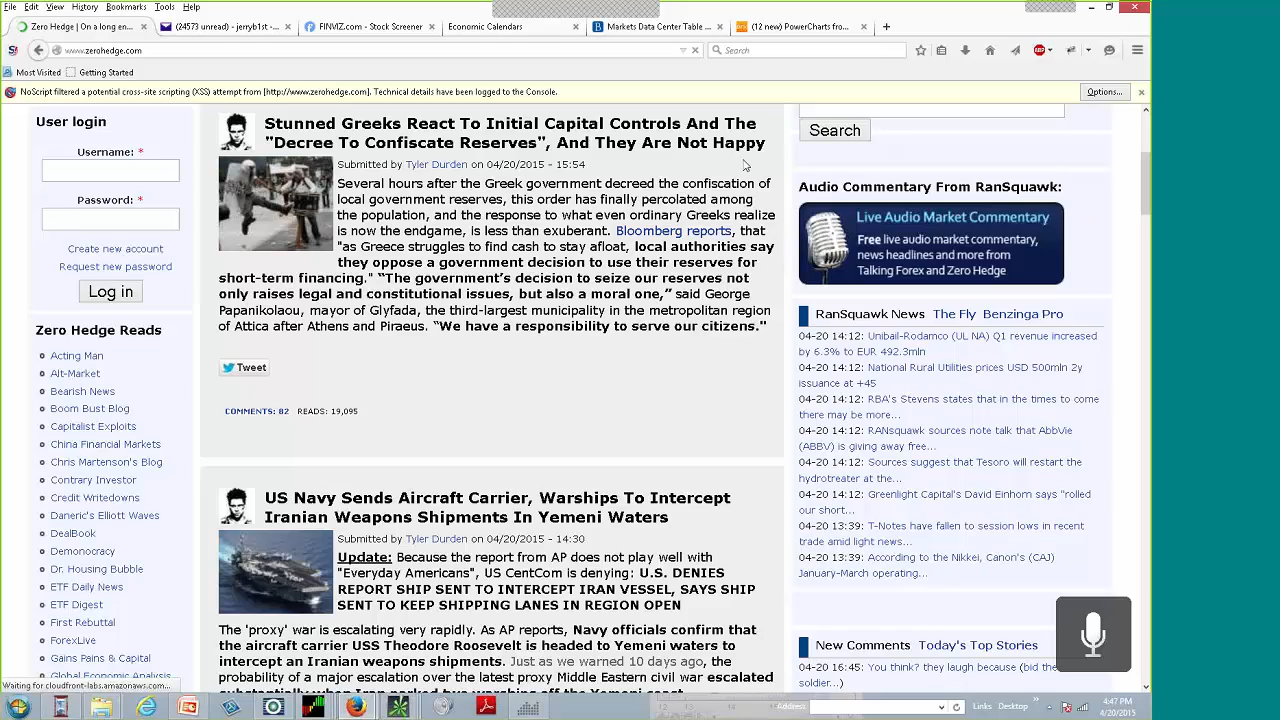 File Edit View History Bookmarks Tools Help
Zero Hedge | On a long en...
(24573 unread) - jerryb1st -...
FINVIZ.com - Stock Screener
Economic Calendars
Markets Data Center Table ...
(12 new) PowerCharts fro...
www.zerohedge.com
Search
Most Visited Getting Started
NoScript filtered a potential cross-site scripting (XSS) attempt from [http://www.zerohedge.com]. Technical details have been logged to the Console.
Options...
User login
Username: *
Password: *
Create new account
Request new password
Log in
Zero Hedge Reads
Acting Man
Alt-Market
Bearish News
Boom Bust Blog
Capitalist Exploits
China Financial Markets
Chris Martenson's Blog
Contrary Investor
Credit Writedowns
Daneric's Elliott Waves
DealBook
Demonocracy
Dr. Housing Bubble
ETF Daily News
ETF Digest
First Rebuttal
ForexLive
Gains Pains & Capital
Global Economic Analysis
Waiting for cloudfront-labs.amazonaws.com...
Stunned Greeks React To Initial Capital Controls And The
"Decree To Confiscate Reserves", And They Are Not Happy
Submitted by Tyler Durden on 04/20/2015 - 15:54
Several hours after the Greek government decreed the confiscation of
local government reserves, this order has finally percolated among
the population, and the response to what even ordinary Greeks realize
is now the endgame, is less than exuberant. Bloomberg reports, that
"as Greece struggles to find cash to stay afloat, local authorities say
they oppose a government decision to use their reserves for
short-term financing." “The government’s decision to seize our reserves not
only raises legal and constitutional issues, but also a moral one,” said George
Papanikolaou, mayor of Glyfada, the third-largest municipality in the metropolitan region
of Attica after Athens and Piraeus. “We have a responsibility to serve our citizens."
Tweet
COMMENTS: 82 READS: 19,095
US Navy Sends Aircraft Carrier, Warships To Intercept
Iranian Weapons Shipments In Yemeni Waters
Submitted by Tyler Durden on 04/20/2015 - 14:30
Update: Because the report from AP does not play well with
"Everyday Americans", US CentCom is denying: U.S. DENIES
REPORT SHIP SENT TO INTERCEPT IRAN VESSEL, SAYS SHIP
SENT TO KEEP SHIPPING LANES IN REGION OPEN
The 'proxy' war is escalating very rapidly. As AP reports, Navy officials confirm that
the aircraft carrier USS Theodore Roosevelt is headed to Yemeni waters to
intercept an Iranian weapons shipments. Just as we warned 10 days ago, the
probability of a major escalation over the latest proxy Middle Eastern civil war escalated
Search
Audio Commentary From RanSquawk:
Live Audio Market Commentary
Free live audio market commentary,
news headlines and more from
Talking Forex and Zero Hedge
RanSquawk News The Fly Benzinga Pro
04-20 14:12: Unibail-Rodamco (UL NA) Q1 revenue increased
by 6.3% to EUR 492.3mln
04-20 14:12: National Rural Utilities prices USD 500mln 2y
issuance at +45
04-20 14:12: RBA's Stevens states that in the times to come
there may be more...
04-20 14:12: RANsquawk sources note talk that AbbVie
(ABBV) is giving away free...
04-20 14:12: Sources suggest that Tesoro will restart the
hydrotreater at the...
04-20 14:12: Greenlight Capital's David Einhorn says "rolled
our short...
04-20 13:39: T-Notes have fallen to session lows in recent
trade amid light news...
04-20 13:39: According to the Nikkei, Canon's (CAJ)
January-March operating...
New Comments Today's Top Stories
04-20 16:45: You think? they laugh because (bid the
soldier...)
Address
Links Desktop
4:47 PM
4/20/2015